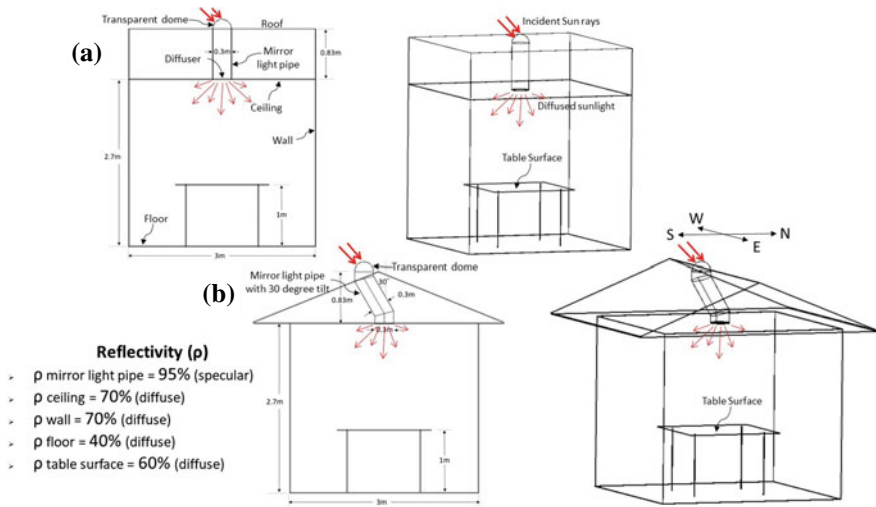 (a)
Transparent dome
Roof
0.3m
Mirror
light pipe
Diffuser
0.83m
Ceiling
2.7m
Wall
1m
Floor
3m
Incident Sun rays
Diffused sunlight
Table Surface
(b)
Transparent dome
Mirror light pipe
with 30 degree tilt
30°
0.83m
0.3m
0.3m
2.7m
1m
3m
W
S
N
E
Table Surface
Reflectivity (ρ)
➢ ρ mirror light pipe = 95% (specular)
➢ ρ ceiling = 70% (diffuse)
➢ ρ wall = 70% (diffuse)
➢ ρ floor = 40% (diffuse)
➢ ρ table surface = 60% (diffuse)